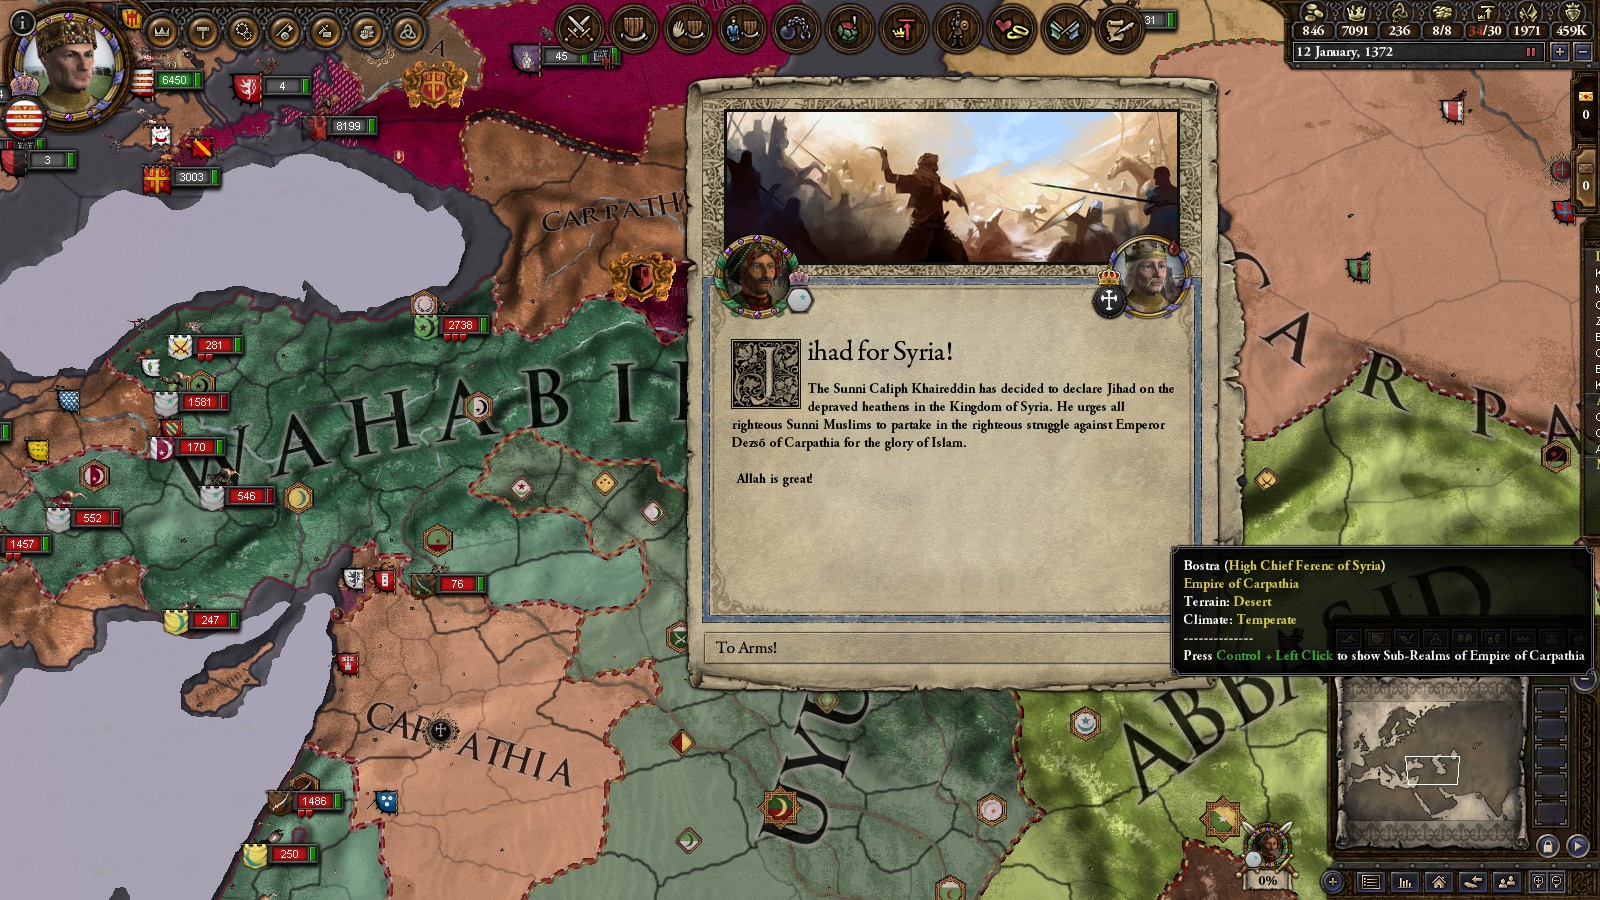 846 7091 236 8/8 34/30 1971 459K
12 January, 1372
31
45
6450
4
8199
3
3003
0
0
CARPATH
2738
281
1581
170
546
552
1457
247
76
1486
250
WAHABI
CARPATHIA
CARPATHIA
CARPA
UYU
ABBASID
Jihad for Syria!
The Sunni Caliph Khaireddin has decided to declare Jihad on the
depraved heathens in the Kingdom of Syria. He urges all
righteous Sunni Muslims to partake in the righteous struggle against Emperor
Dezső of Carpathia for the glory of Islam.
Allah is great!
To Arms!
Bostra (High Chief Ferenc of Syria)
Empire of Carpathia
Terrain: Desert
Climate: Temperate
--------------
Press Control + Left Click to show Sub-Realms of Empire of Carpathia
0%